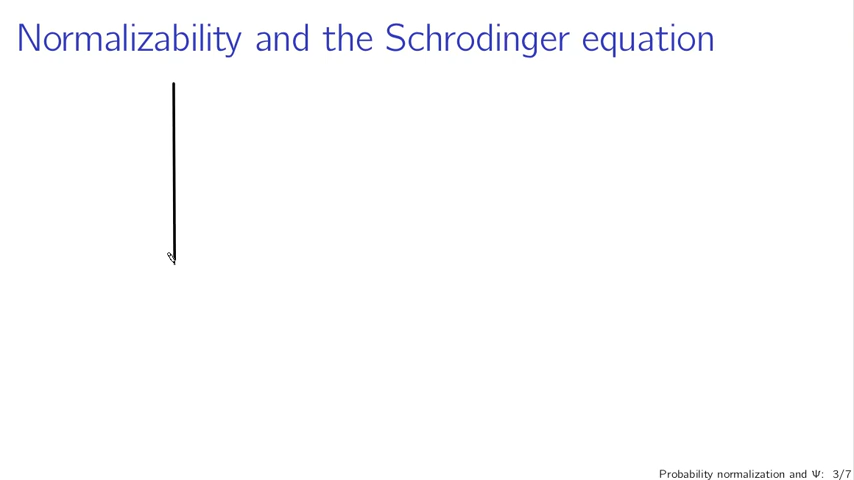 Normalizability and the Schrodinger equation
Probability normalization and Ψ: 3/7